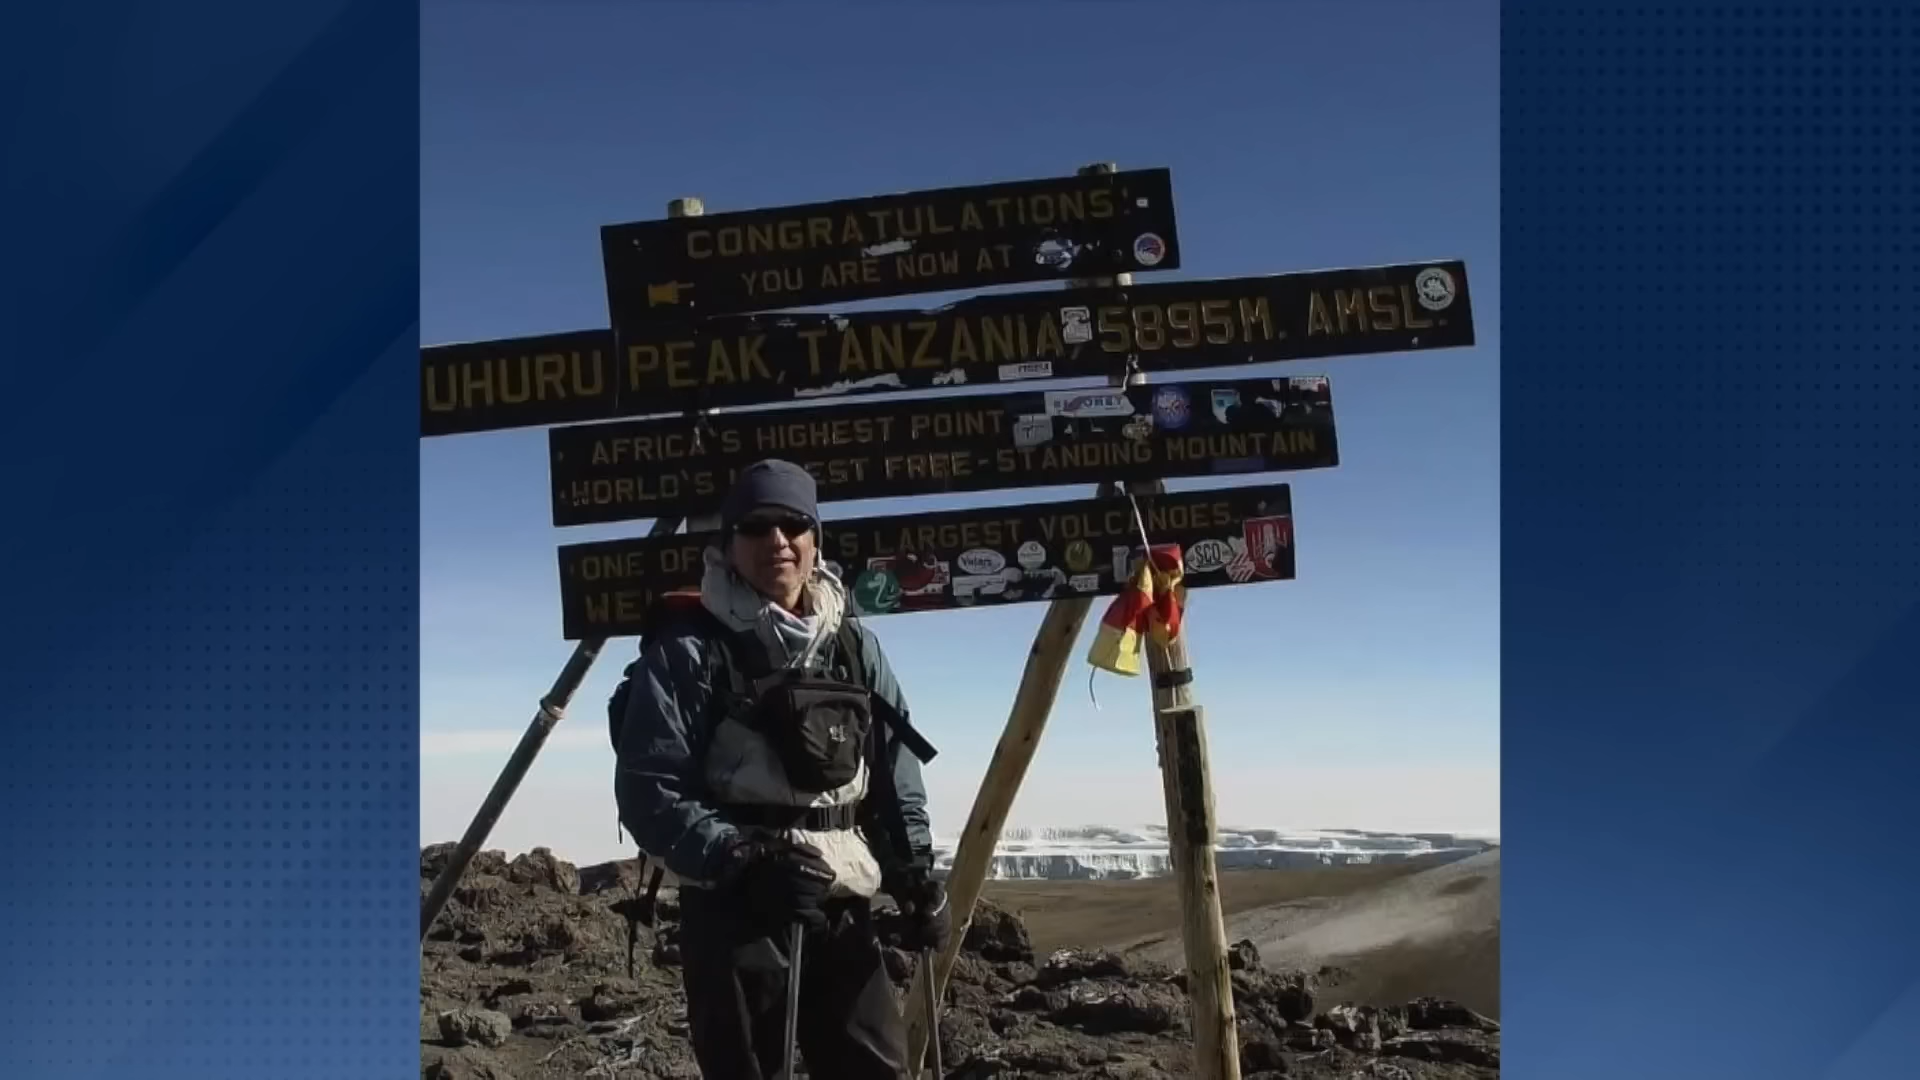 CONGRATULATIONS!
YOU ARE NOW AT
UHURU PEAK, TANZANIA, 5895M. AMSL.
AFRICA'S HIGHEST POINT
WORLD'S FREE-STANDING MOUNTAIN
ONE OF LARGEST VOLCANOES.
SCO